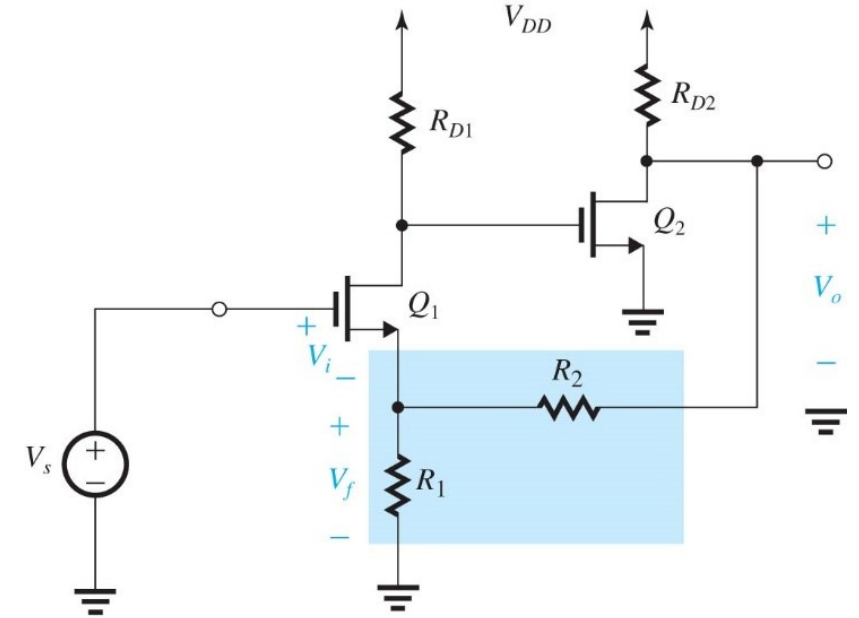 V_DD
R_D1
R_D2
Q_2
+
V_o
−
Q_1
+
V_i
−
R_2
+
V_f
−
R_1
V_s
+
−